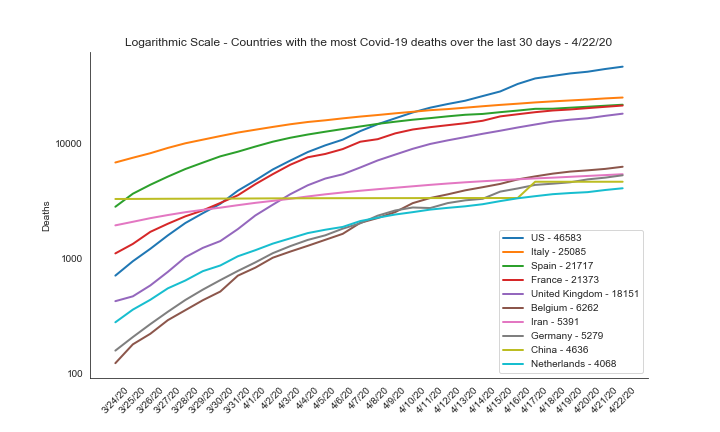 Logarithmic Scale - Countries with the most Covid-19 deaths over the last 30 days - 4/22/20
10000
1000
100
Deaths
US - 46583
Italy - 25085
Spain - 21717
France - 21373
United Kingdom - 18151
Belgium - 6262
Iran - 5391
Germany - 5279
China - 4636
Netherlands - 4068
3/24/20
3/25/20
3/26/20
3/27/20
3/28/20
3/29/20
3/30/20
3/31/20
4/1/20
4/2/20
4/3/20
4/4/20
4/5/20
4/6/20
4/7/20
4/8/20
4/9/20
4/10/20
4/11/20
4/12/20
4/13/20
4/14/20
4/15/20
4/16/20
4/17/20
4/18/20
4/19/20
4/20/20
4/21/20
4/22/20